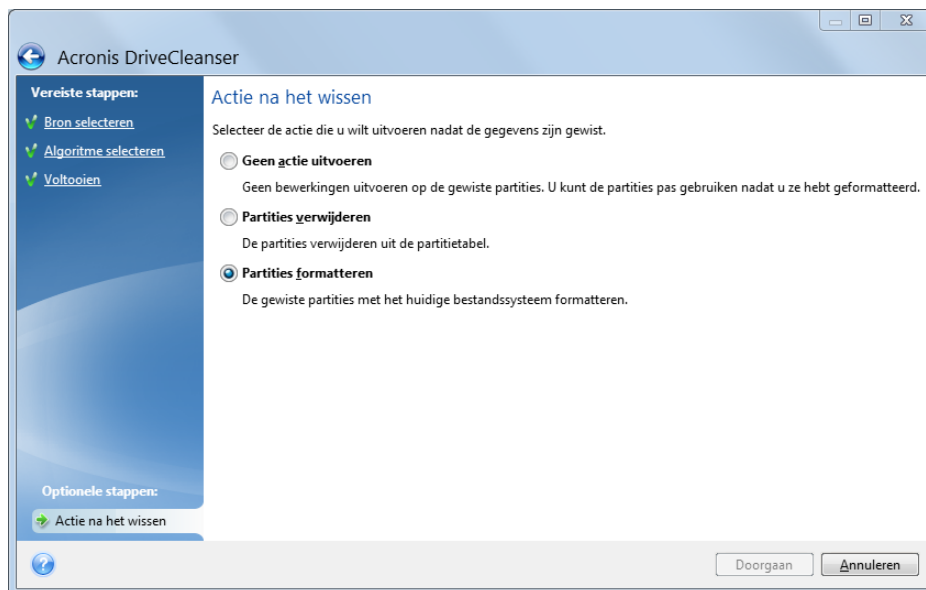 Acronis DriveCleanser
Vereiste stappen:
Bron selecteren
Algoritme selecteren
Voltooien
Optionele stappen:
Actie na het wissen
Actie na het wissen
Selecteer de actie die u wilt uitvoeren nadat de gegevens zijn gewist.
Geen actie uitvoeren
Geen bewerkingen uitvoeren op de gewiste partities. U kunt de partities pas gebruiken nadat u ze hebt geformatteerd.
Partities verwijderen
De partities verwijderen uit de partitietabel.
Partities formatteren
De gewiste partities met het huidige bestandssysteem formatteren.
Doorgaan
Annuleren